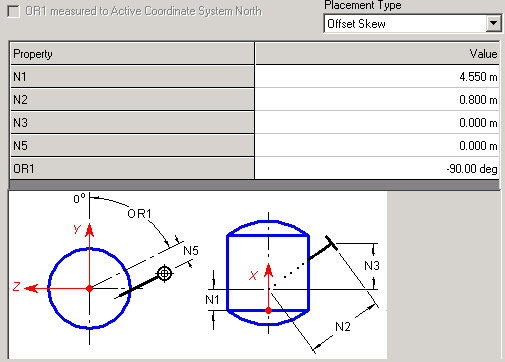 OR1 measured to Active Coordinate System North
Placement Type
Offset Skew
Property Value
N1 4.550 m
N2 0.800 m
N3 0.000 m
N5 0.000 m
OR1 -90.00 deg
0°
OR1
Y
N5
Z
X
N3
N1
N2